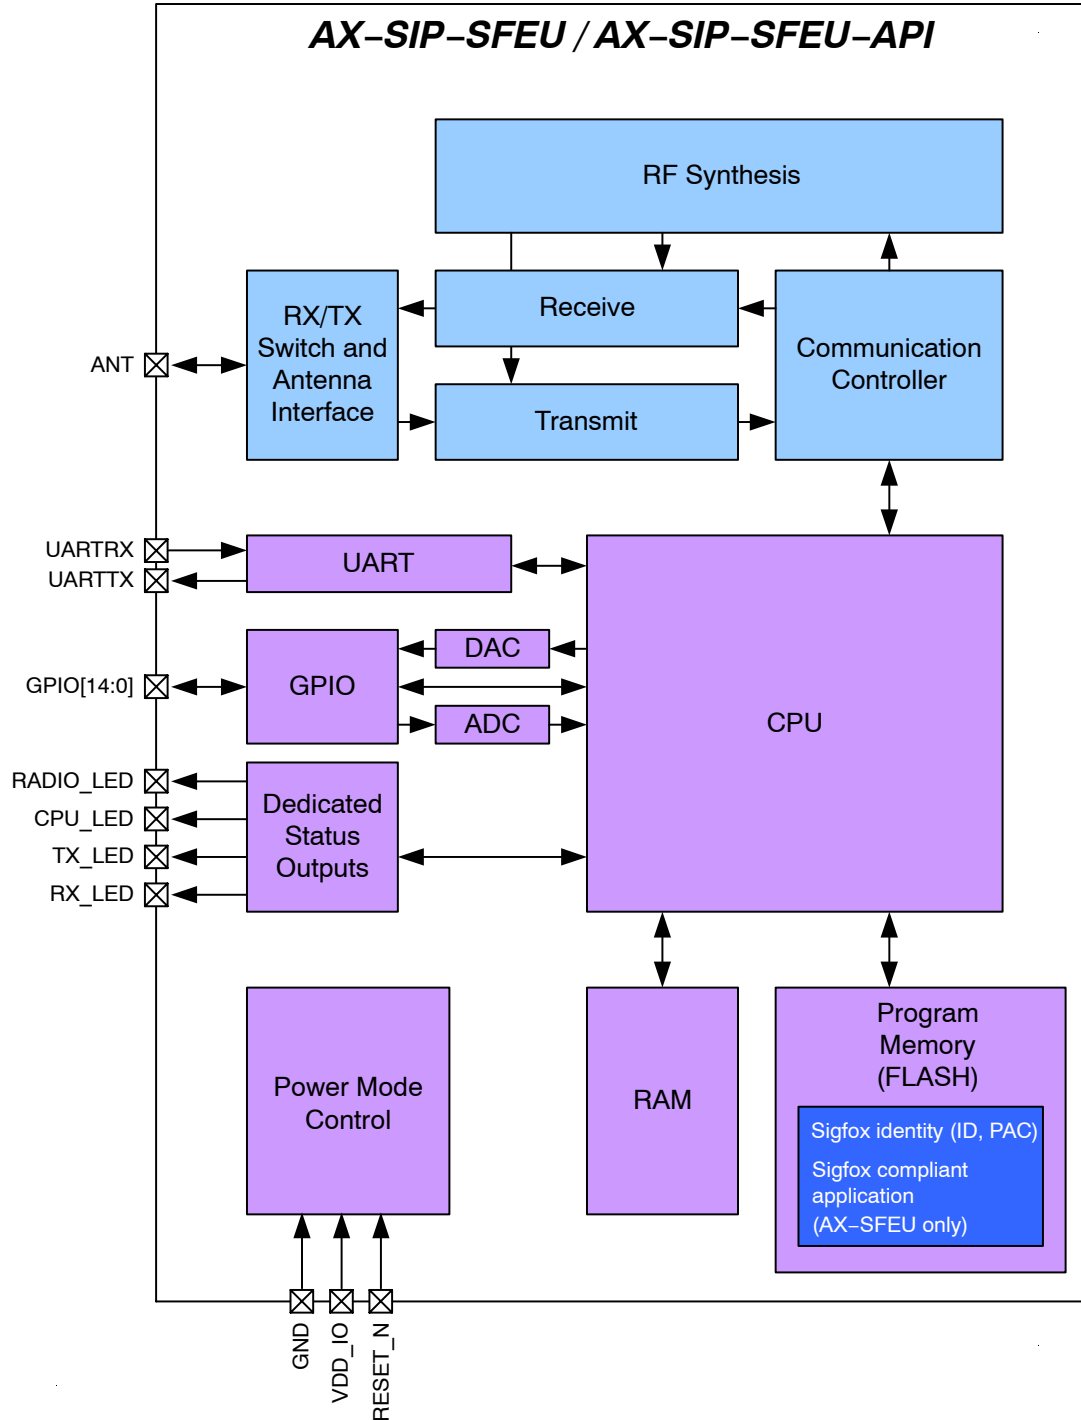 AX–SIP–SFEU / AX–SIP–SFEU–API
RF Synthesis
RX/TX
Switch and
Antenna
Interface
Receive
Transmit
Communication
Controller
ANT
UARTRX
UARTTX
UART
GPIO[14:0]
GPIO
DAC
ADC
CPU
RADIO_LED
CPU_LED
TX_LED
RX_LED
Dedicated
Status
Outputs
Power Mode
Control
RAM
Program
Memory
(FLASH)
Sigfox identity (ID, PAC)
Sigfox compliant
application
(AX–SFEU only)
GND
VDD_IO
RESET_N